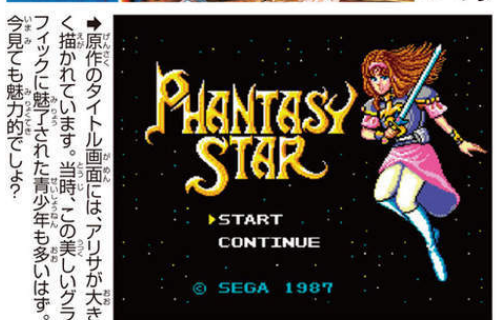 ➡原作のタイトル画面には、アリサが大き
く描かれています。当時、この美しいグラ
フィックに魅了された青少年も多いはず。
今見ても魅力的でしょ?
PHANTASY
STAR
START
CONTINUE
© SEGA 1987